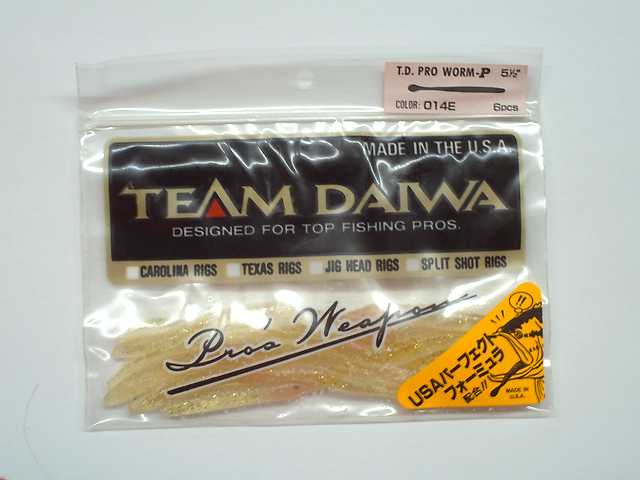 T.D. PRO WORM-P 5½"
COLOR: 014E 6pcs
MADE IN THE U.S.A.
TEAM DAIWA
DESIGNED FOR TOP FISHING PROS.
CAROLINA RIGS TEXAS RIGS JIG HEAD RIGS SPLIT SHOT RIGS
Pro's Weapon
!!
USAパーフェクト
フォーミュラ
配合!!
MADE IN
U.S.A.